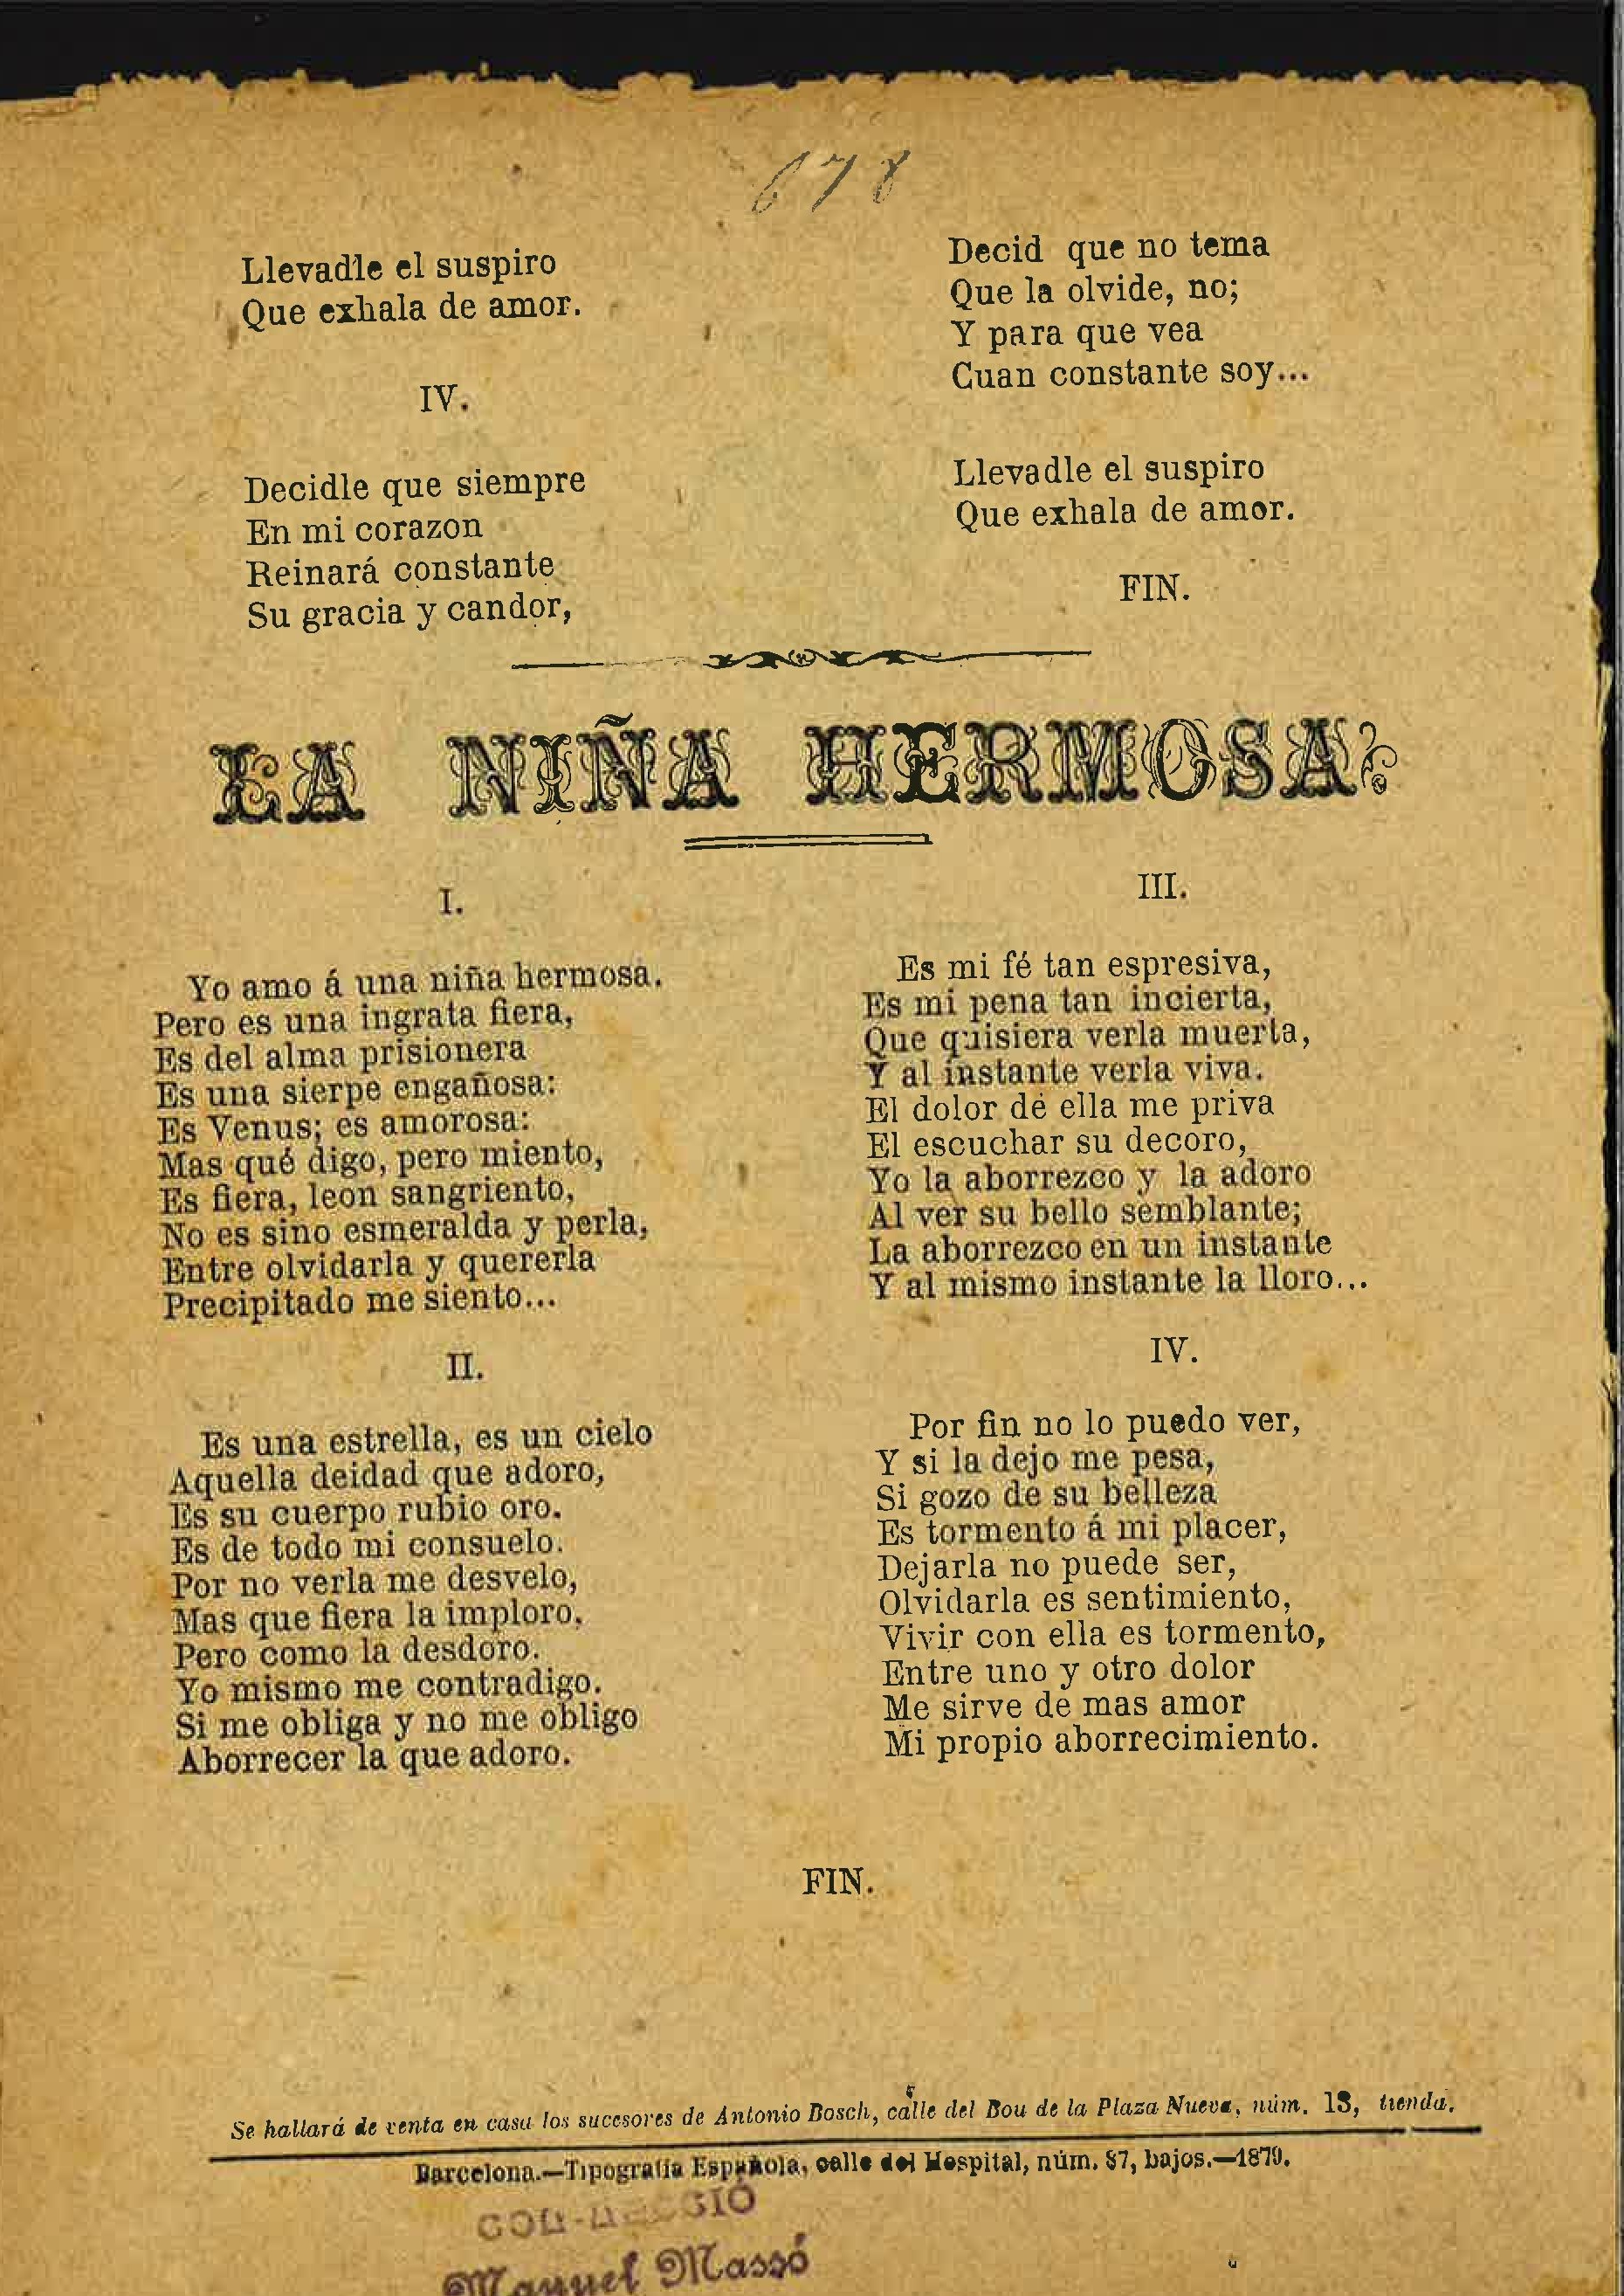 678
Llevadle el suspiro
Que exhala de amor.
IV.
Decidle que siempre
En mi corazon
Reinará constante
Su gracia y candor,
Decid que no tema
Que la olvide, no;
Y para que vea
Cuan constante soy...
Llevadle el suspiro
Que exhala de amor.
FIN.
LA NIÑA HERMOSA.
I.
Yo amo á una niña hermosa.
Pero es una ingrata fiera,
Es del alma prisionera
Es una sierpe engañosa:
Es Venus; es amorosa:
Mas qué digo, pero miento,
Es fiera, leon sangriento,
No es sino esmeralda y perla,
Entre olvidarla y quererla
Precipitado me siento...
II.
Es una estrella, es un cielo
Aquella deidad que adoro,
Es su cuerpo rubio oro.
Es de todo mi consuelo.
Por no verla me desvelo,
Mas que fiera la imploro,
Pero como la desdoro.
Yo mismo me contradigo.
Si me obliga y no me obligo
Aborrecer la que adoro.
III.
Es mi fé tan espresiva,
Es mi pena tan incierta,
Que quisiera verla muerta,
Y al instante verla viva.
El dolor de ella me priva
El escuchar su decoro,
Yo la aborrezco y la adoro
Al ver su bello semblante;
La aborrezco en un instante
Y al mismo instante la lloro...
IV.
Por fin no lo puedo ver,
Y si la dejo me pesa,
Si gozo de su belleza
Es tormento á mi placer,
Dejarla no puede ser,
Olvidarla es sentimiento,
Vivir con ella es tormento,
Entre uno y otro dolor
Me sirve de mas amor
Mi propio aborrecimiento.
FIN.
Se hallará de venta en casa los sucesores de Antonio Bosch, calle del Bou de la Plaza Nueva, núm. 13, tienda.
Barcelona.—Tipografía Española, calle del Hospital, núm. 87, bajos.—1879.
Manuel Massó